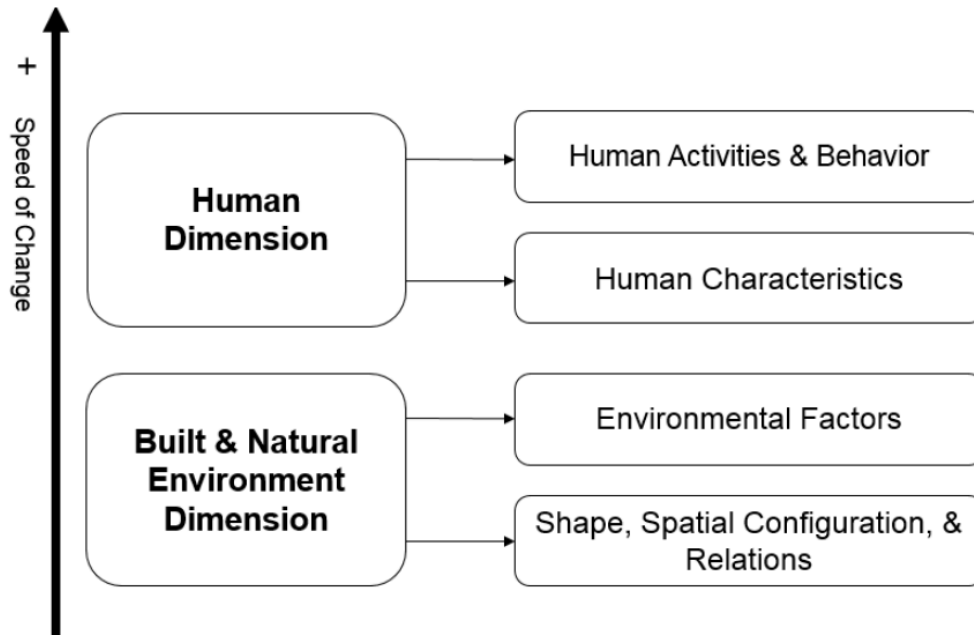 +
Speed of Change
Human
Dimension
Human Activities & Behavior
Human Characteristics
Built & Natural
Environment
Dimension
Environmental Factors
Shape, Spatial Configuration, &
Relations